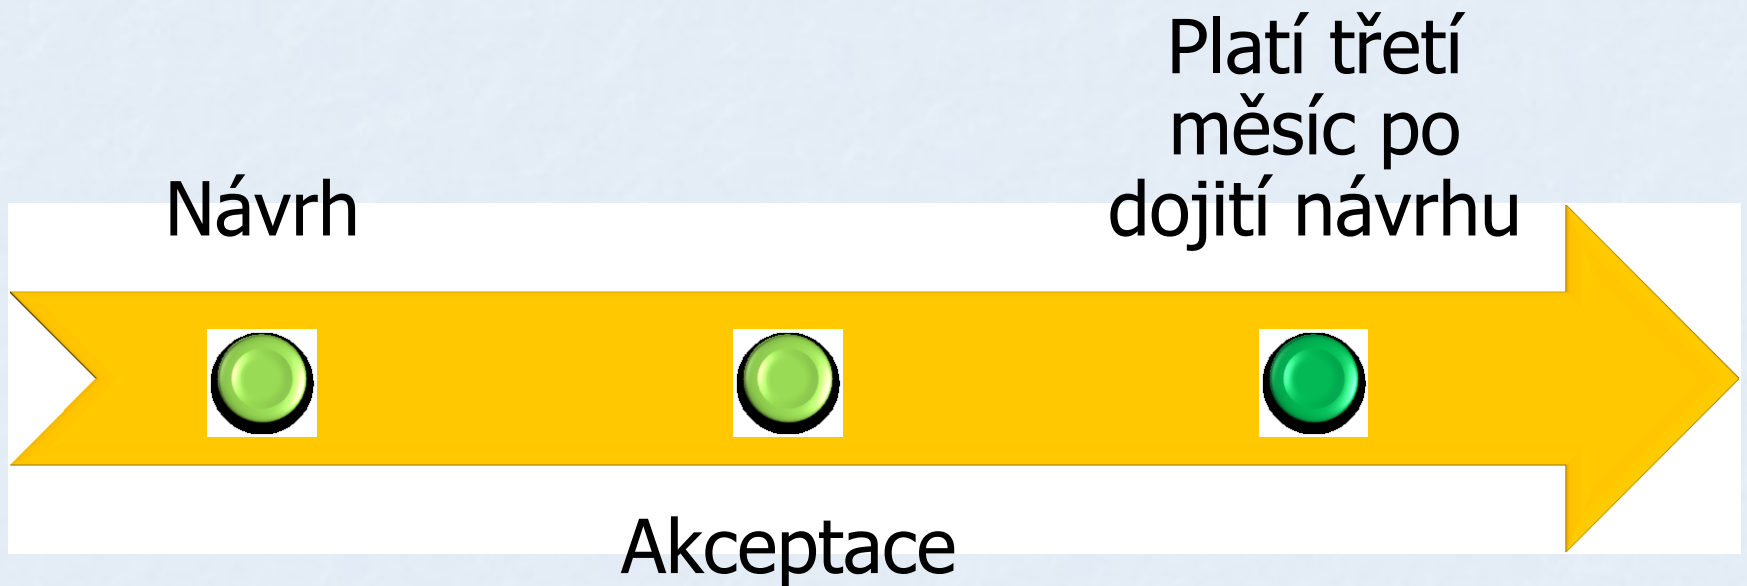 Návrh
Akceptace
Platí třetí
měsíc po
dojití návrhu